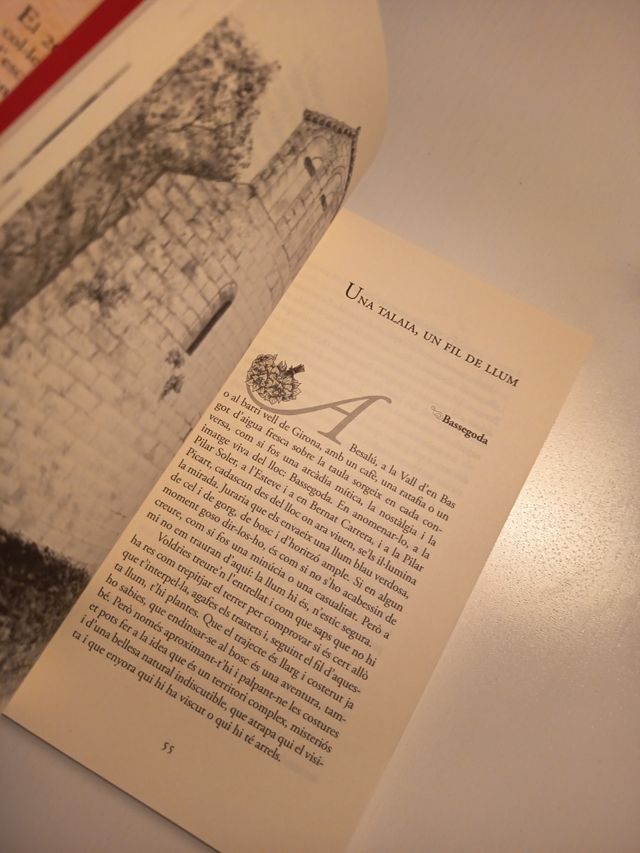 El
col·l
Una talaia, un fil de llum
Bassegoda
A Besalú, a la Vall d'en Bas
o al barri vell de Girona, amb un cafè, una ratafia o un
got d'aigua fresca sobre la taula sorgeix en cada con-
versa, com si fos una arcàdia mítica, la nostàlgia i la
imatge viva del lloc: Bassegoda. En anomenar-lo, a la
Pilar Soler, a l'Esteve i a en Bernat Carrera, i a la Pilar
Picart, cadascun des del lloc on ara viuen, se'ls il·lumina
la mirada. Juraria que els envaeix una llum blau verdosa,
de cel i de gorg, de bosc i d'horitzó ample. Si en algun
moment goso dir-los-ho, és com si no s'ho acabessin de
creure, com si fos una minúcia o una casualitat. Però a
mi no em trauran d'aquí: la llum hi és, n'estic segura.
Voldries treure'n l'entrellat i com que saps que no hi
ha res com trepitjar el terrer per comprovar si és cert allò
que t'interpel·la, agafes els trastets i seguint el fil d'aques-
ta llum, t'hi plantes. Que el trajecte és llarg i costerut ja
ho sabies, que endinsar-se al bosc és una aventura, tam-
bé. Però només aproximant-t'hi i palpant-ne les costures
et pots fer a la idea que és un territori complex, misteriós
i d'una bellesa natural indiscutible, que atrapa qui el visi-
ta i que enyora qui hi ha viscut o qui hi té arrels.
55